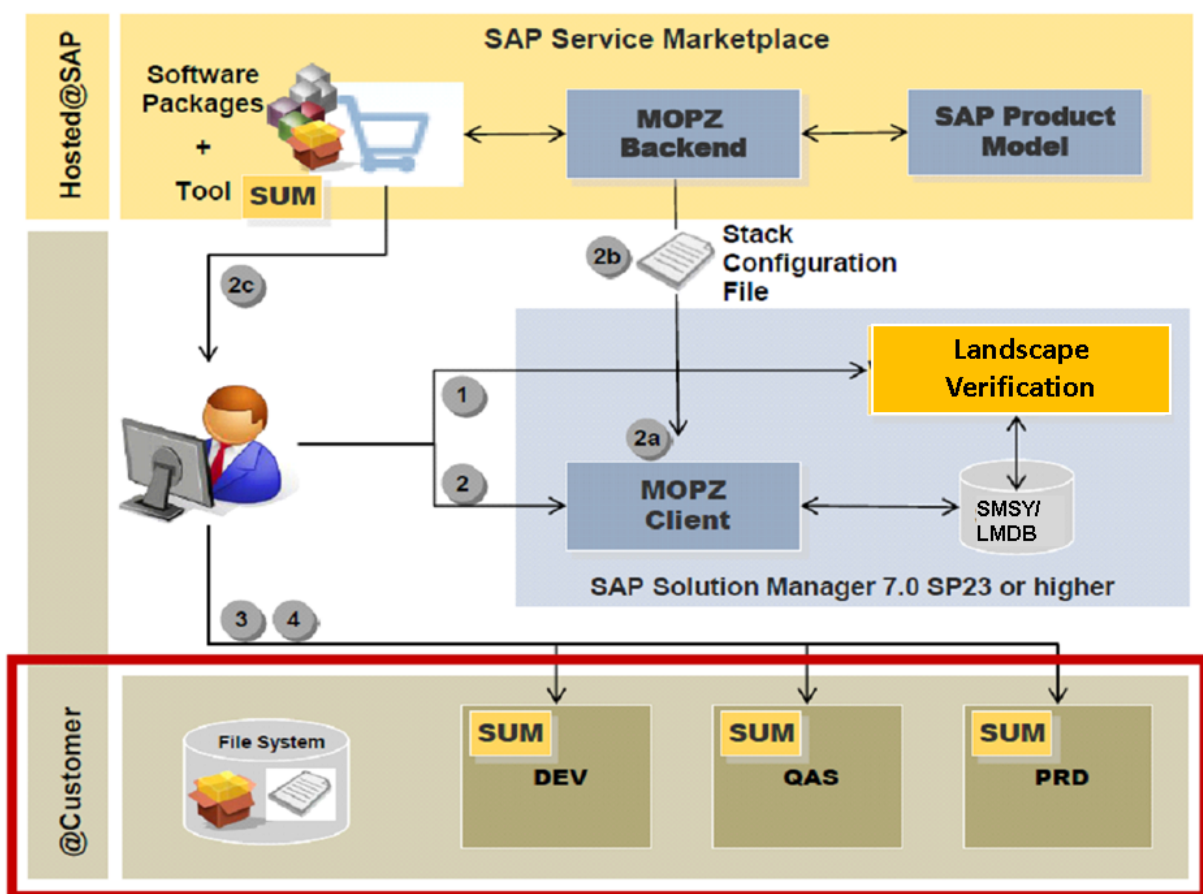 Hosted@SAP
SAP Service Marketplace
Software
Packages
+
Tool
SUM
MOPZ
Backend
SAP Product
Model
2c
2b
Stack
Configuration
File
Landscape
Verification
1
2a
2
MOPZ
Client
SMSY/
LMDB
SAP Solution Manager 7.0 SP23 or higher
3
4
@Customer
File System
SUM
DEV
SUM
QAS
SUM
PRD